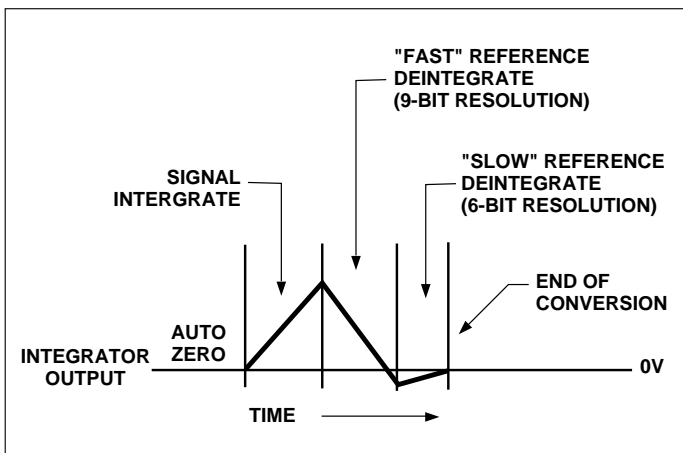 "FAST" REFERENCE
DEINTEGRATE
(9-BIT RESOLUTION)
"SLOW" REFERENCE
DEINTEGRATE
(6-BIT RESOLUTION)
SIGNAL
INTERGRATE
END OF
CONVERSION
AUTO
ZERO
INTEGRATOR
OUTPUT
0V
TIME